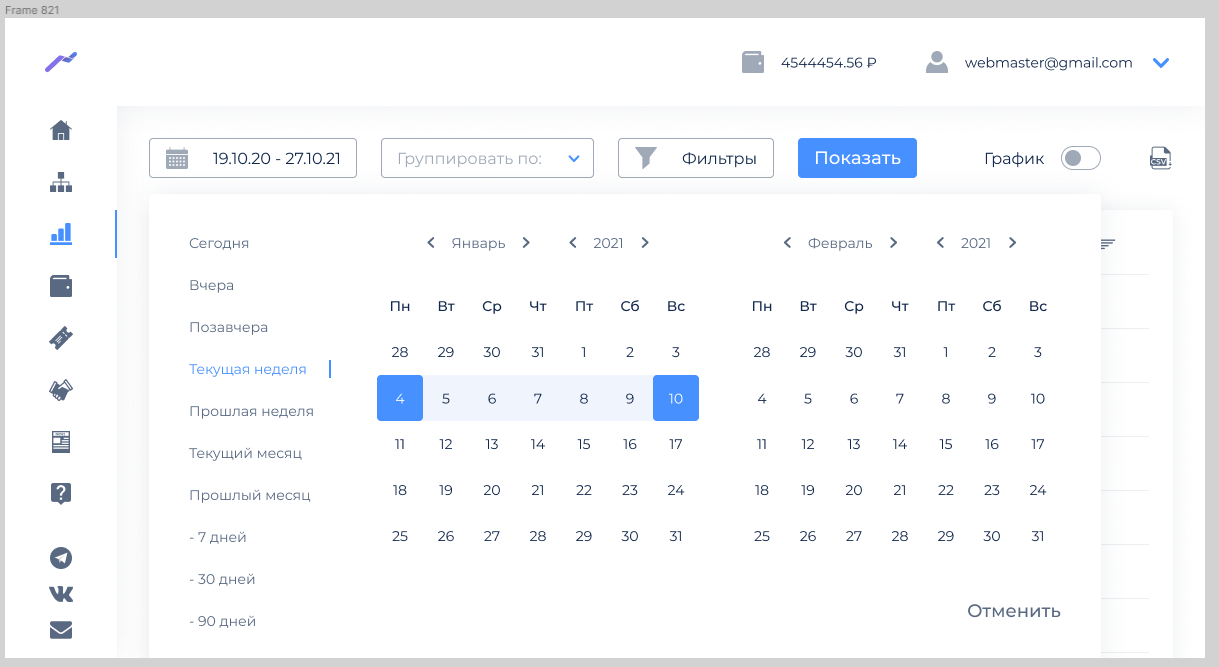 Frame 821
4544454.56 ₽
webmaster@gmail.com
19.10.20 - 27.10.21
Группировать по:
Фильтры
Показать
График
CSV
Сегодня
Вчера
Позавчера
Текущая неделя
Прошлая неделя
Текущий месяц
Прошлый месяц
- 7 дней
- 30 дней
- 90 дней
Январь 2021
Пн Вт Ср Чт Пт Сб Вс
28 29 30 31 1 2 3
4 5 6 7 8 9 10
11 12 13 14 15 16 17
18 19 20 21 22 23 24
25 26 27 28 29 30 31
Февраль 2021
Пн Вт Ср Чт Пт Сб Вс
28 29 30 31 1 2 3
4 5 6 7 8 9 10
11 12 13 14 15 16 17
18 19 20 21 22 23 24
25 26 27 28 29 30 31
Отменить